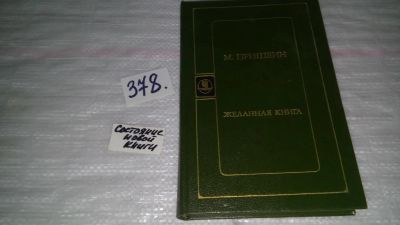 378.
Состояние
новой
книги
М. ПРИШВИН
ЖЕЛАННАЯ КНИГА